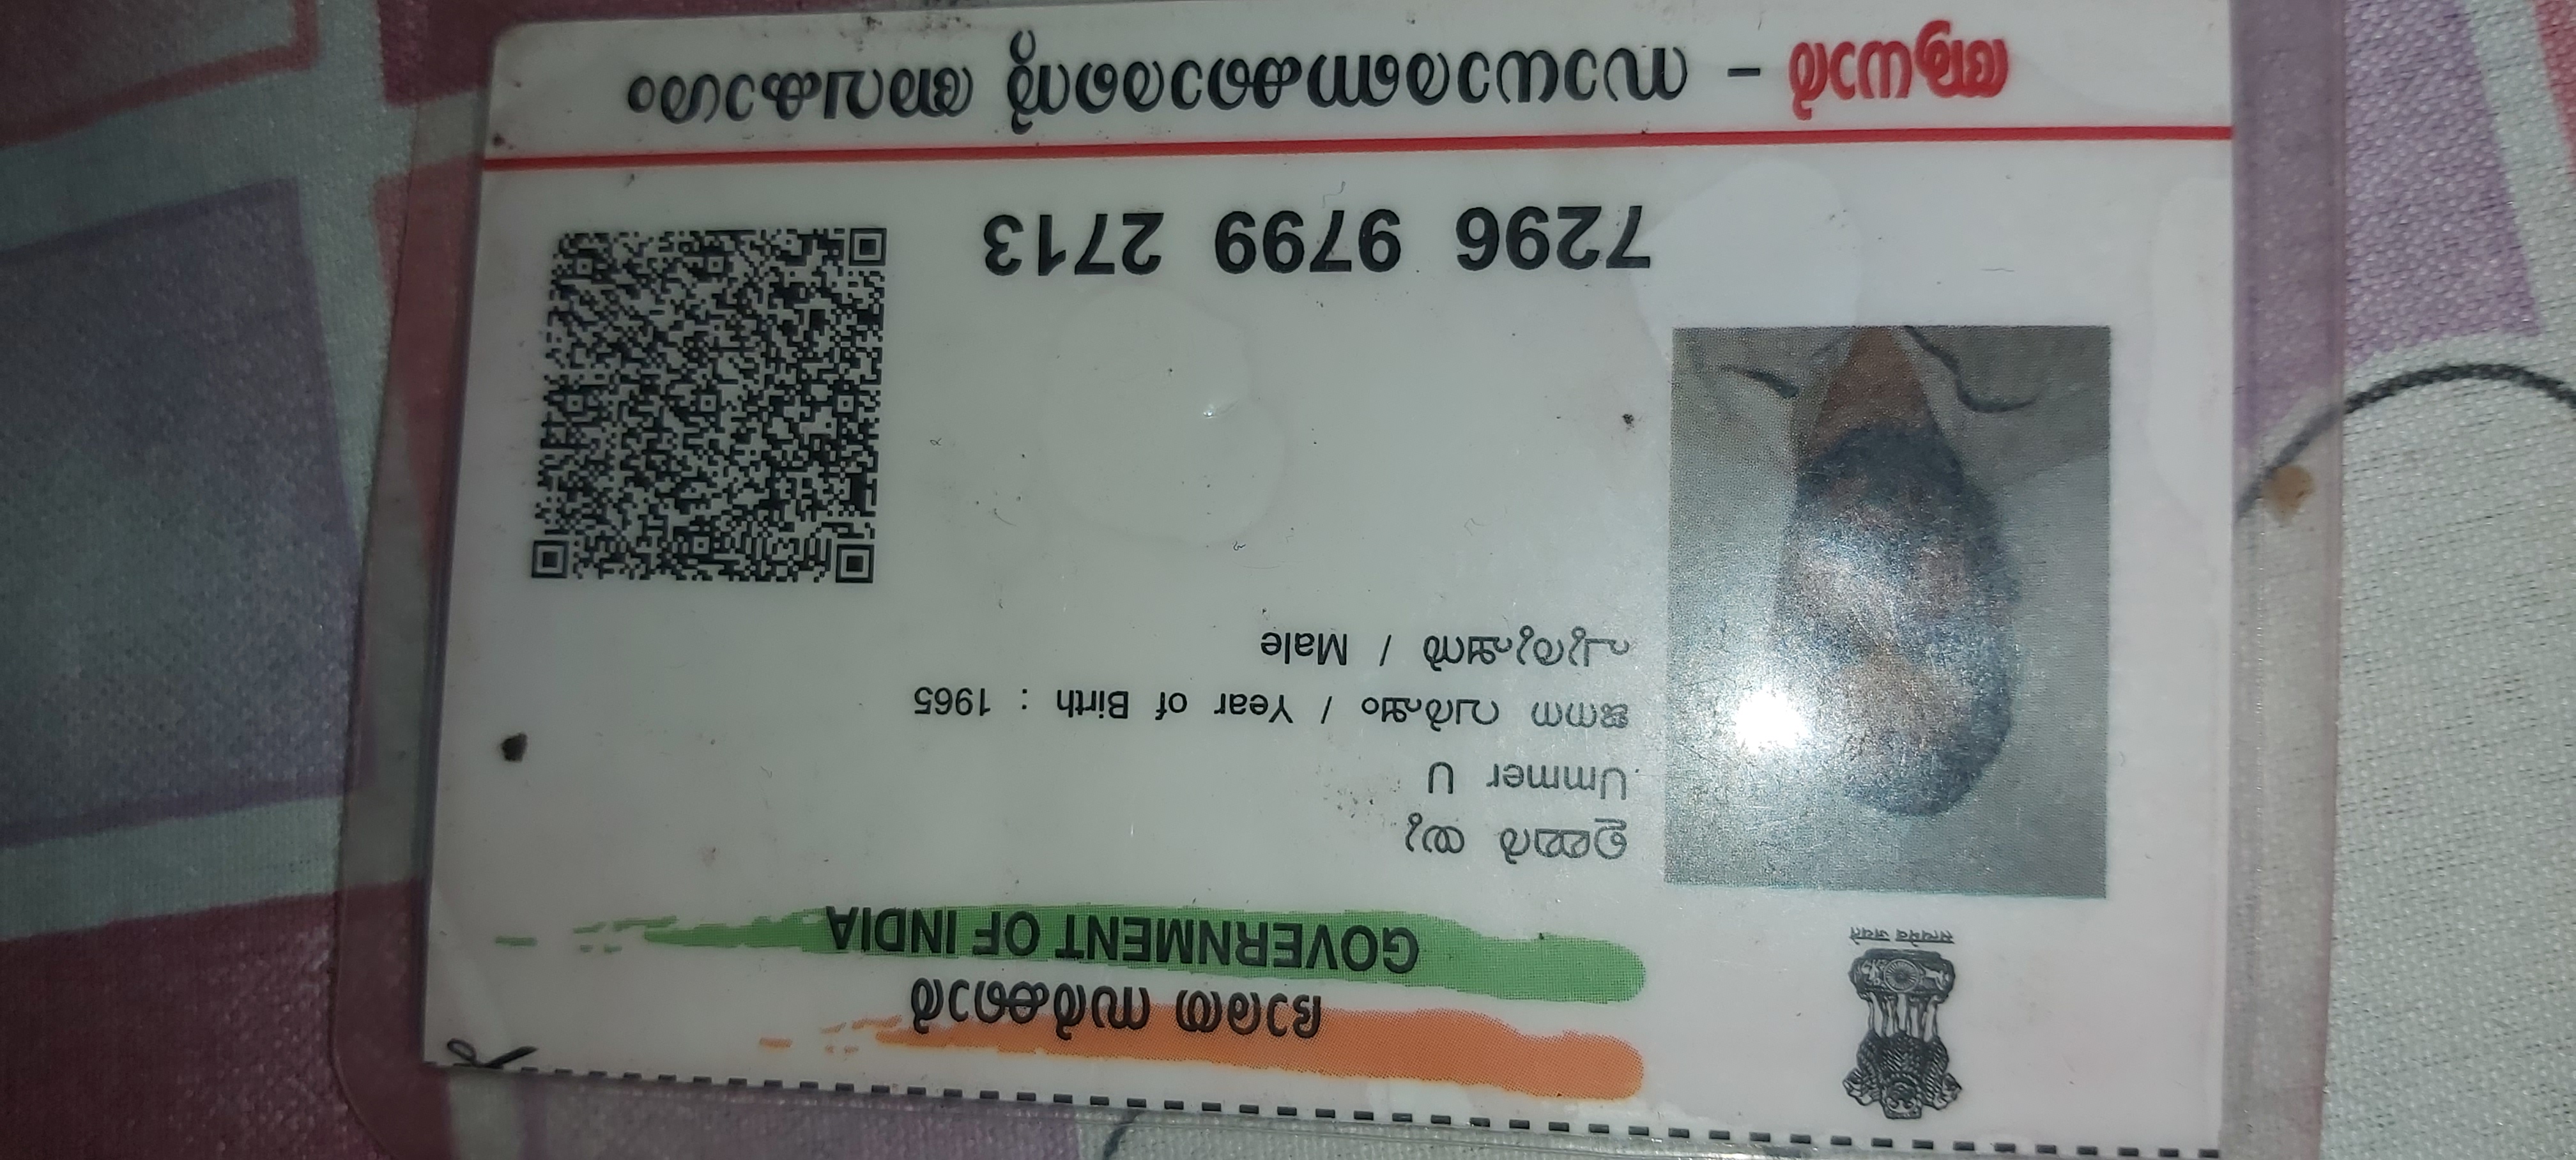 ഭാരത സർക്കാർ
GOVERNMENT OF INDIA
सत्यमेव जयते
ഉമ്മർ യു
Ummer U
ജനന വർഷം / Year of Birth : 1965
പുരുഷൻ / Male
7296 9799 2713
ആധാർ – സാധാരണക്കാരന്റെ അവകാശം